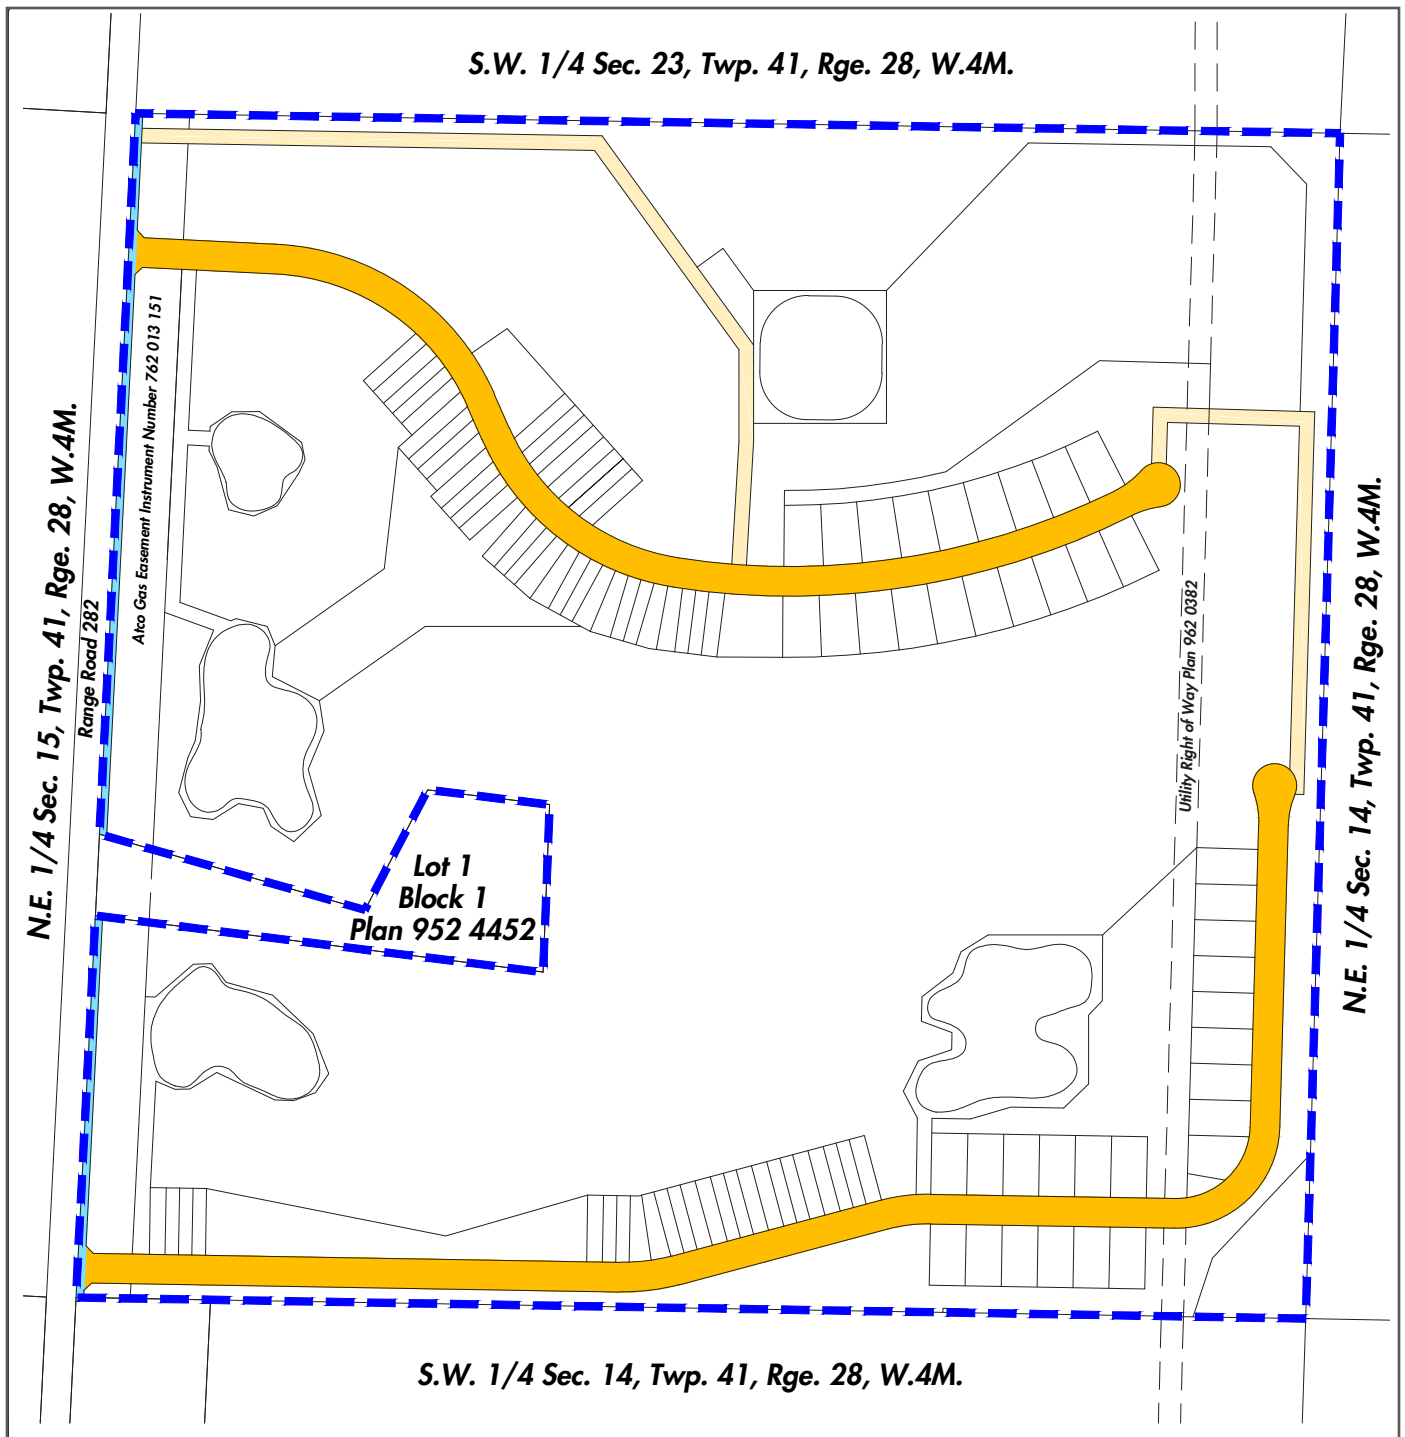 S.W. 1/4 Sec. 23, Twp. 41, Rge. 28, W.4M.
N.E. 1/4 Sec. 15, Twp. 41, Rge. 28, W.4M.
Range Road 282
Atco Gas Easement Instrument Number 762 013 151
Utility Right of Way Plan 962 0382
N.E. 1/4 Sec. 14, Twp. 41, Rge. 28, W.4M.
Lot 1
Block 1
Plan 952 4452
S.W. 1/4 Sec. 14, Twp. 41, Rge. 28, W.4M.